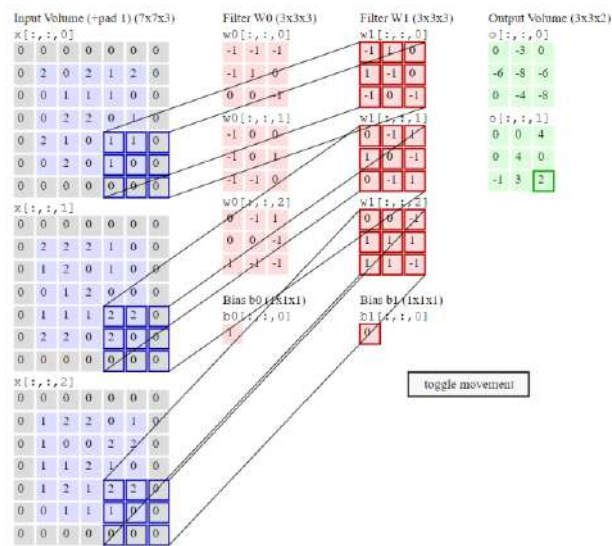 Input Volume (+pad 1) (7x7x3)
x[:,:,0]
0 0 0 0 0 0 0
0 2 0 2 1 2 0
0 0 1 1 1 0 0
0 0 2 2 0 1 0
0 2 1 0 1 1 0
0 0 2 0 1 0 0
0 0 0 0 0 0 0
x[:,:,1]
0 0 0 0 0 0 0
0 2 2 2 1 0 0
0 1 2 0 1 0 0
0 0 1 2 0 0 0
0 1 1 1 2 2 0
0 2 2 0 2 0 0
0 0 0 0 0 0 0
x[:,:,2]
0 0 0 0 0 0 0
0 1 2 2 0 1 0
0 1 0 0 2 2 0
0 1 1 2 1 0 0
0 1 2 1 2 2 0
0 0 1 1 1 0 0
0 0 0 0 0 0 0
Filter W0 (3x3x3)
w0[:,:,0]
-1 -1 -1
-1 1 0
0 0 -1
w0[:,:,1]
-1 0 0
-1 0 1
-1 -1 0
w0[:,:,2]
0 -1 1
0 0 -1
1 -1 -1
Bias b0 (1x1x1)
b0[:,:,0]
1
Filter W1 (3x3x3)
w1[:,:,0]
-1 1 0
1 -1 0
-1 0 -1
w1[:,:,1]
0 -1 1
1 0 -1
0 -1 1
w1[:,:,2]
0 0 -1
1 1 1
1 1 -1
Bias b1 (1x1x1)
b1[:,:,0]
0
Output Volume (3x3x2)
o[:,:,0]
0 -3 0
-6 -8 -6
0 -4 -8
o[:,:,1]
0 0 4
0 4 0
-1 3 2
toggle movement